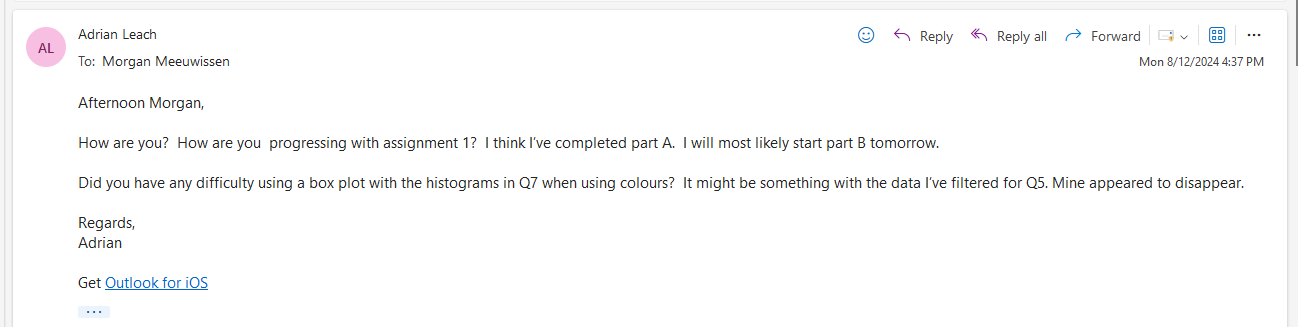 Adrian Leach
AL
Reply Reply all Forward
To: Morgan Meeuwissen
Mon 8/12/2024 4:37 PM
Afternoon Morgan,
How are you?  How are you  progressing with assignment 1?  I think I've completed part A.  I will most likely start part B tomorrow.
Did you have any difficulty using a box plot with the histograms in Q7 when using colours?  It might be something with the data I've filtered for Q5. Mine appeared to disappear.
Regards,
Adrian
Get Outlook for iOS